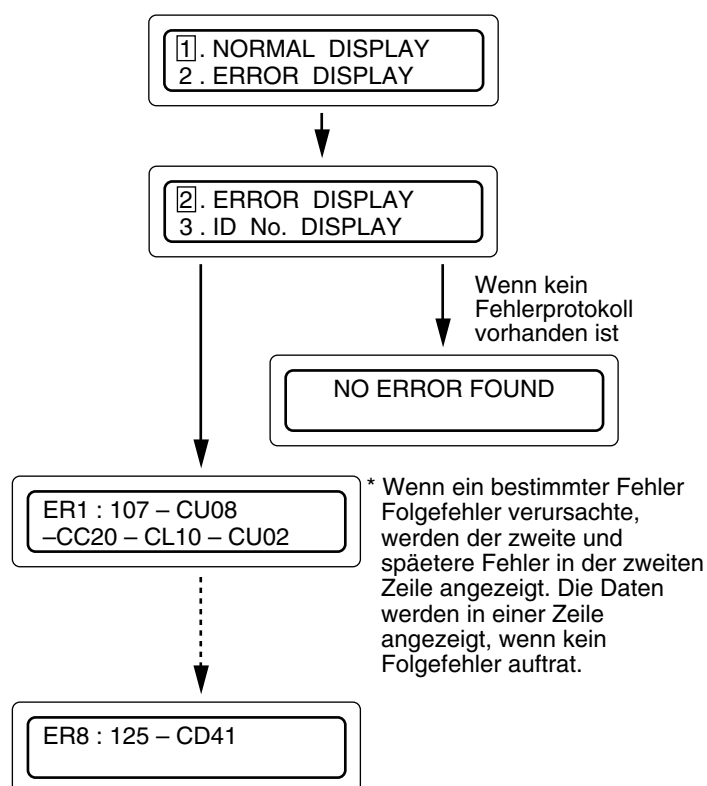 1. NORMAL DISPLAY
2 . ERROR DISPLAY
2. ERROR DISPLAY
3 . ID No. DISPLAY
Wenn kein
Fehlerprotokoll
vorhanden ist
NO ERROR FOUND
ER1 : 107 – CU08
–CC20 – CL10 – CU02
* Wenn ein bestimmter Fehler
Folgefehler verursachte,
werden der zweite und
späetere Fehler in der zweiten
Zeile angezeigt. Die Daten
werden in einer Zeile
angezeigt, wenn kein
Folgefehler auftrat.
ER8 : 125 – CD41